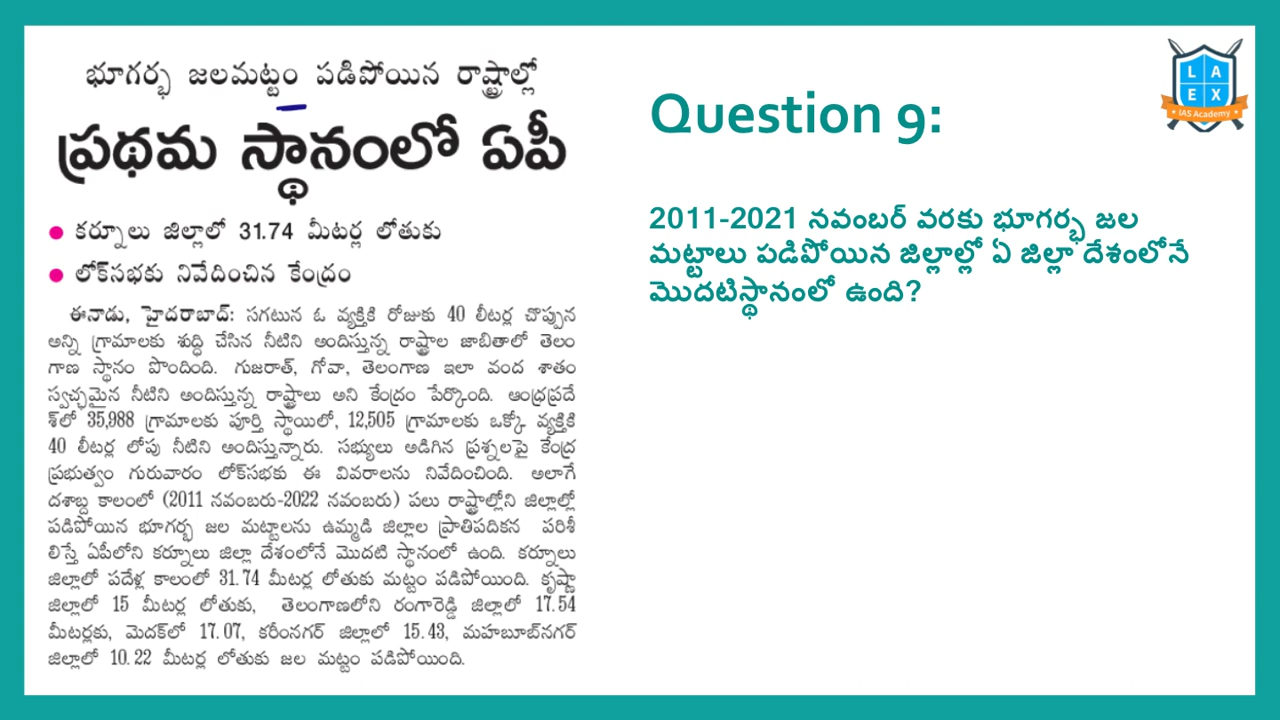 భూగర్భ జలమట్టం పడిపోయిన రాష్ట్రాల్లో
ప్రథమ స్థానంలో ఏపీ
• కర్నూలు జిల్లాలో 31.74 మీటర్ల లోతుకు
• లోక్‌సభకు నివేదించిన కేంద్రం
ఈనాడు, హైదరాబాద్: సగటున ఓ వ్యక్తికి రోజుకు 40 లీటర్ల చొప్పున
అన్ని గ్రామాలకు శుద్ధి చేసిన నీటిని అందిస్తున్న రాష్ట్రాల జాబితాలో తెలం
గాణ స్థానం పొందింది. గుజరాత్, గోవా, తెలంగాణ ఇలా వంద శాతం
స్వచ్ఛమైన నీటిని అందిస్తున్న రాష్ట్రాలు అని కేంద్రం పేర్కొంది. ఆంధ్రప్రదే
శ్‌లో 35,988 గ్రామాలకు పూర్తి స్థాయిలో, 12,505 గ్రామాలకు ఒక్కో వ్యక్తికి
40 లీటర్ల లోపు నీటిని అందిస్తున్నారు. సభ్యులు అడిగిన ప్రశ్నలపై కేంద్ర
ప్రభుత్వం గురువారం లోక్‌సభకు ఈ వివరాలను నివేదించింది. అలాగే
దశాబ్ద కాలంలో (2011 నవంబరు-2022 నవంబరు) పలు రాష్ట్రాల్లోని జిల్లాల్లో
పడిపోయిన భూగర్భ జల మట్టాలను ఉమ్మడి జిల్లాల ప్రాతిపదికన పరిశీ
లిస్తే ఏపీలోని కర్నూలు జిల్లా దేశంలోనే మొదటి స్థానంలో ఉంది. కర్నూలు
జిల్లాలో పదేళ్ల కాలంలో 31.74 మీటర్ల లోతుకు మట్టం పడిపోయింది. కృష్ణా
జిల్లాలో 15 మీటర్ల లోతుకు, తెలంగాణలోని రంగారెడ్డి జిల్లాలో 17.54
మీటర్లకు, మెదక్‌లో 17.07, కరీంనగర్ జిల్లాలో 15.43, మహబూబ్‌నగర్
జిల్లాలో 10.22 మీటర్ల లోతుకు జల మట్టం పడిపోయింది.
Question 9:
2011-2021 నవంబర్ వరకు భూగర్భ జల
మట్టాలు పడిపోయిన జిల్లాల్లో ఏ జిల్లా దేశంలోనే
మొదటిస్థానంలో ఉంది?
L A
E X
IAS Academy